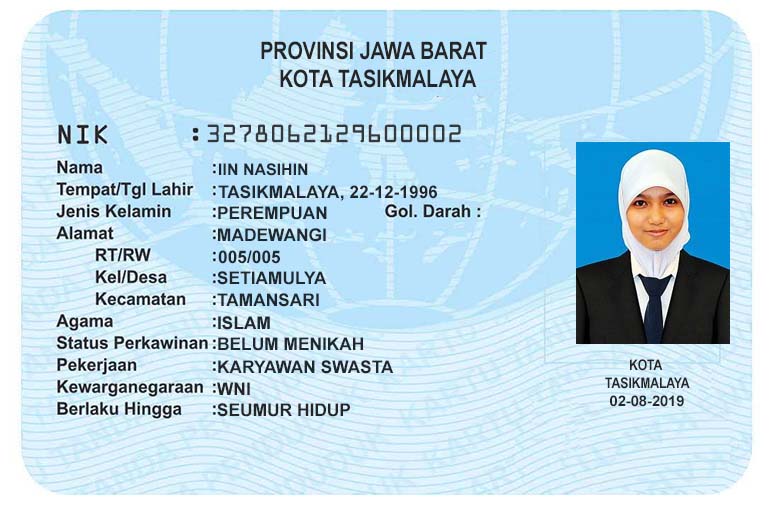 PROVINSI JAWA BARAT
KOTA TASIKMALAYA
NIK : 3278062129600002
Nama :IIN NASIHIN
Tempat/Tgl Lahir :TASIKMALAYA, 22-12-1996
Jenis Kelamin :PEREMPUAN Gol. Darah :
Alamat :MADEWANGI
RT/RW :005/005
Kel/Desa :SETIAMULYA
Kecamatan :TAMANSARI
Agama :ISLAM
Status Perkawinan :BELUM MENIKAH
Pekerjaan :KARYAWAN SWASTA
Kewarganegaraan :WNI
Berlaku Hingga :SEUMUR HIDUP
KOTA
TASIKMALAYA
02-08-2019